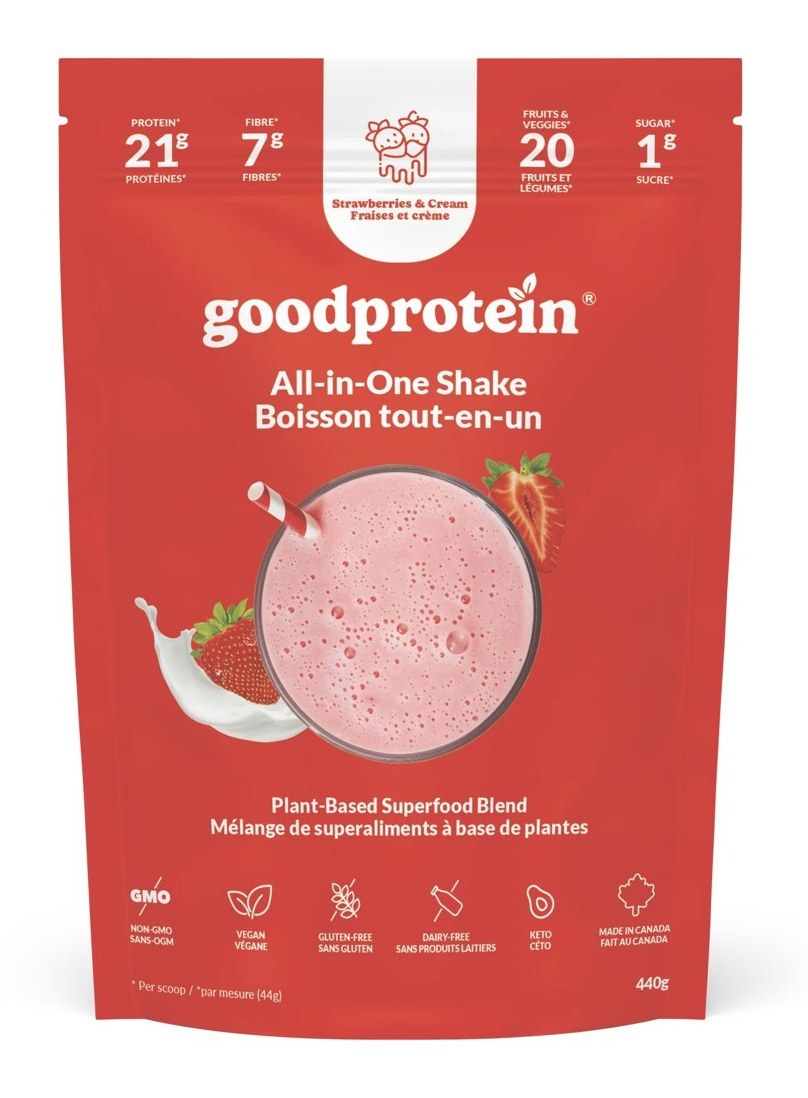 PROTEIN*
21g
PROTÉINES*
FIBRE*
7g
FIBRES*
Strawberries & Cream
Fraises et crème
FRUITS &
VEGGIES*
20
FRUITS ET
LÉGUMES*
SUGAR*
1g
SUCRE*
goodprotein®
All-in-One Shake
Boisson tout-en-un
Plant-Based Superfood Blend
Mélange de superaliments à base de plantes
GMO
NON-GMO
SANS-OGM
VEGAN
VÉGANE
GLUTEN-FREE
SANS GLUTEN
DAIRY-FREE
SANS PRODUITS LAITIERS
KETO
CÉTO
MADE IN CANADA
FAIT AU CANADA
* Per scoop / *par mesure (44g)
440g